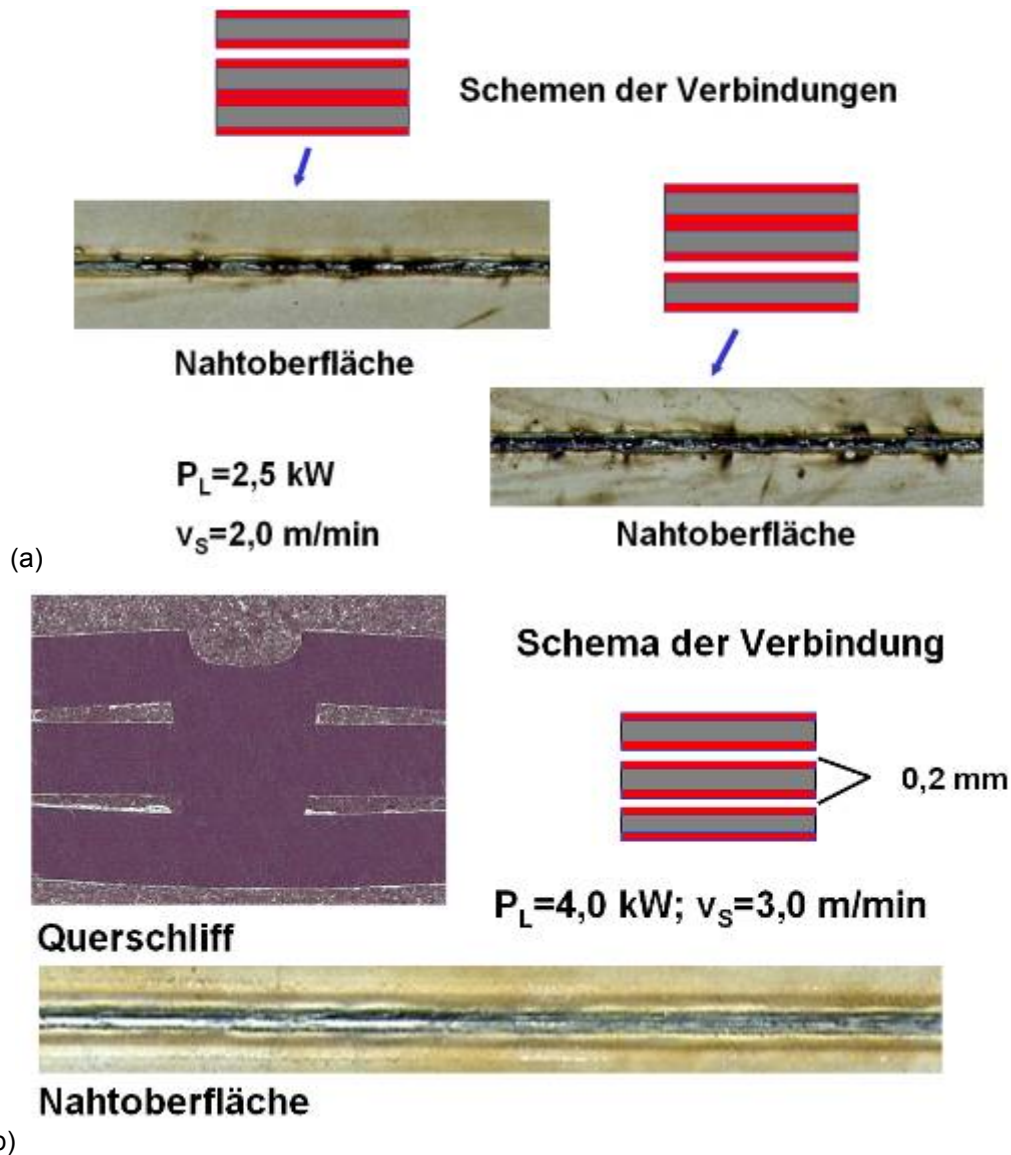 Schemen der Verbindungen
Nahtoberfläche
P_L=2,5 kW
v_S=2,0 m/min
Nahtoberfläche
(a)
Schema der Verbindung
0,2 mm
P_L=4,0 kW; v_S=3,0 m/min
Querschliff
Nahtoberfläche
b)